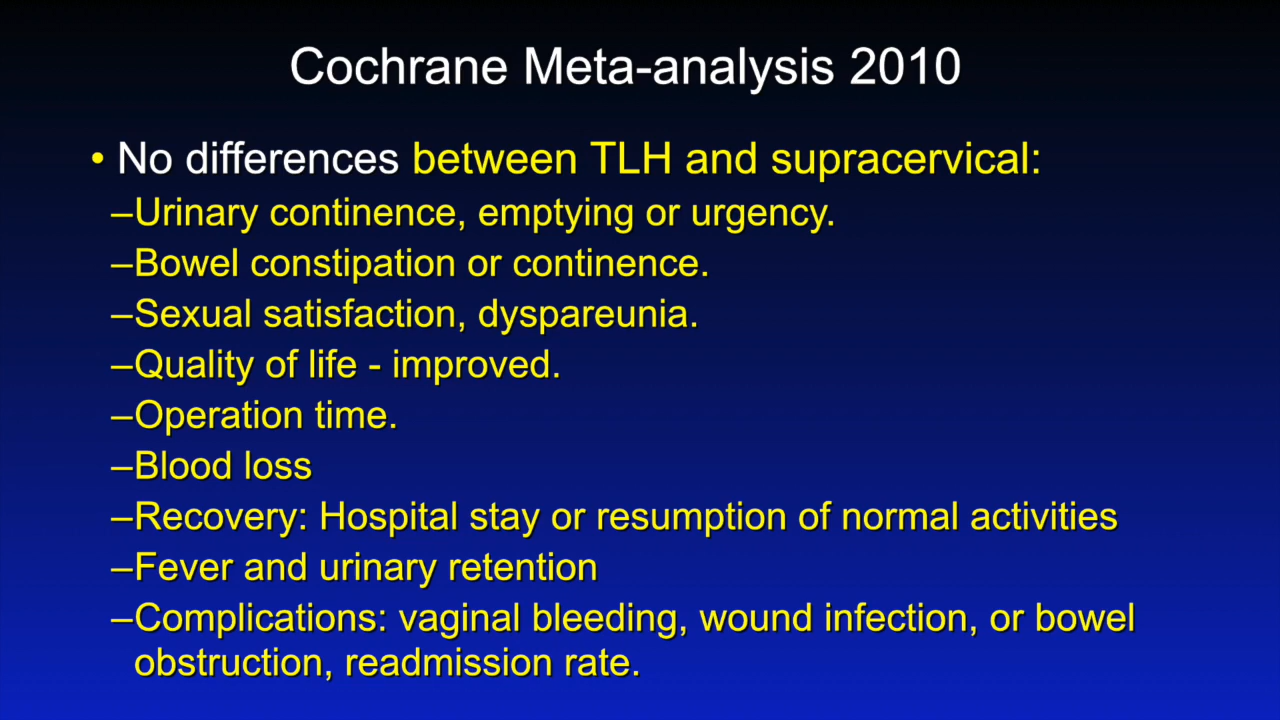 Cochrane Meta-analysis 2010
• No differences between TLH and supracervical:
–Urinary continence, emptying or urgency.
–Bowel constipation or continence.
–Sexual satisfaction, dyspareunia.
–Quality of life - improved.
–Operation time.
–Blood loss
–Recovery: Hospital stay or resumption of normal activities
–Fever and urinary retention
–Complications: vaginal bleeding, wound infection, or bowel
obstruction, readmission rate.